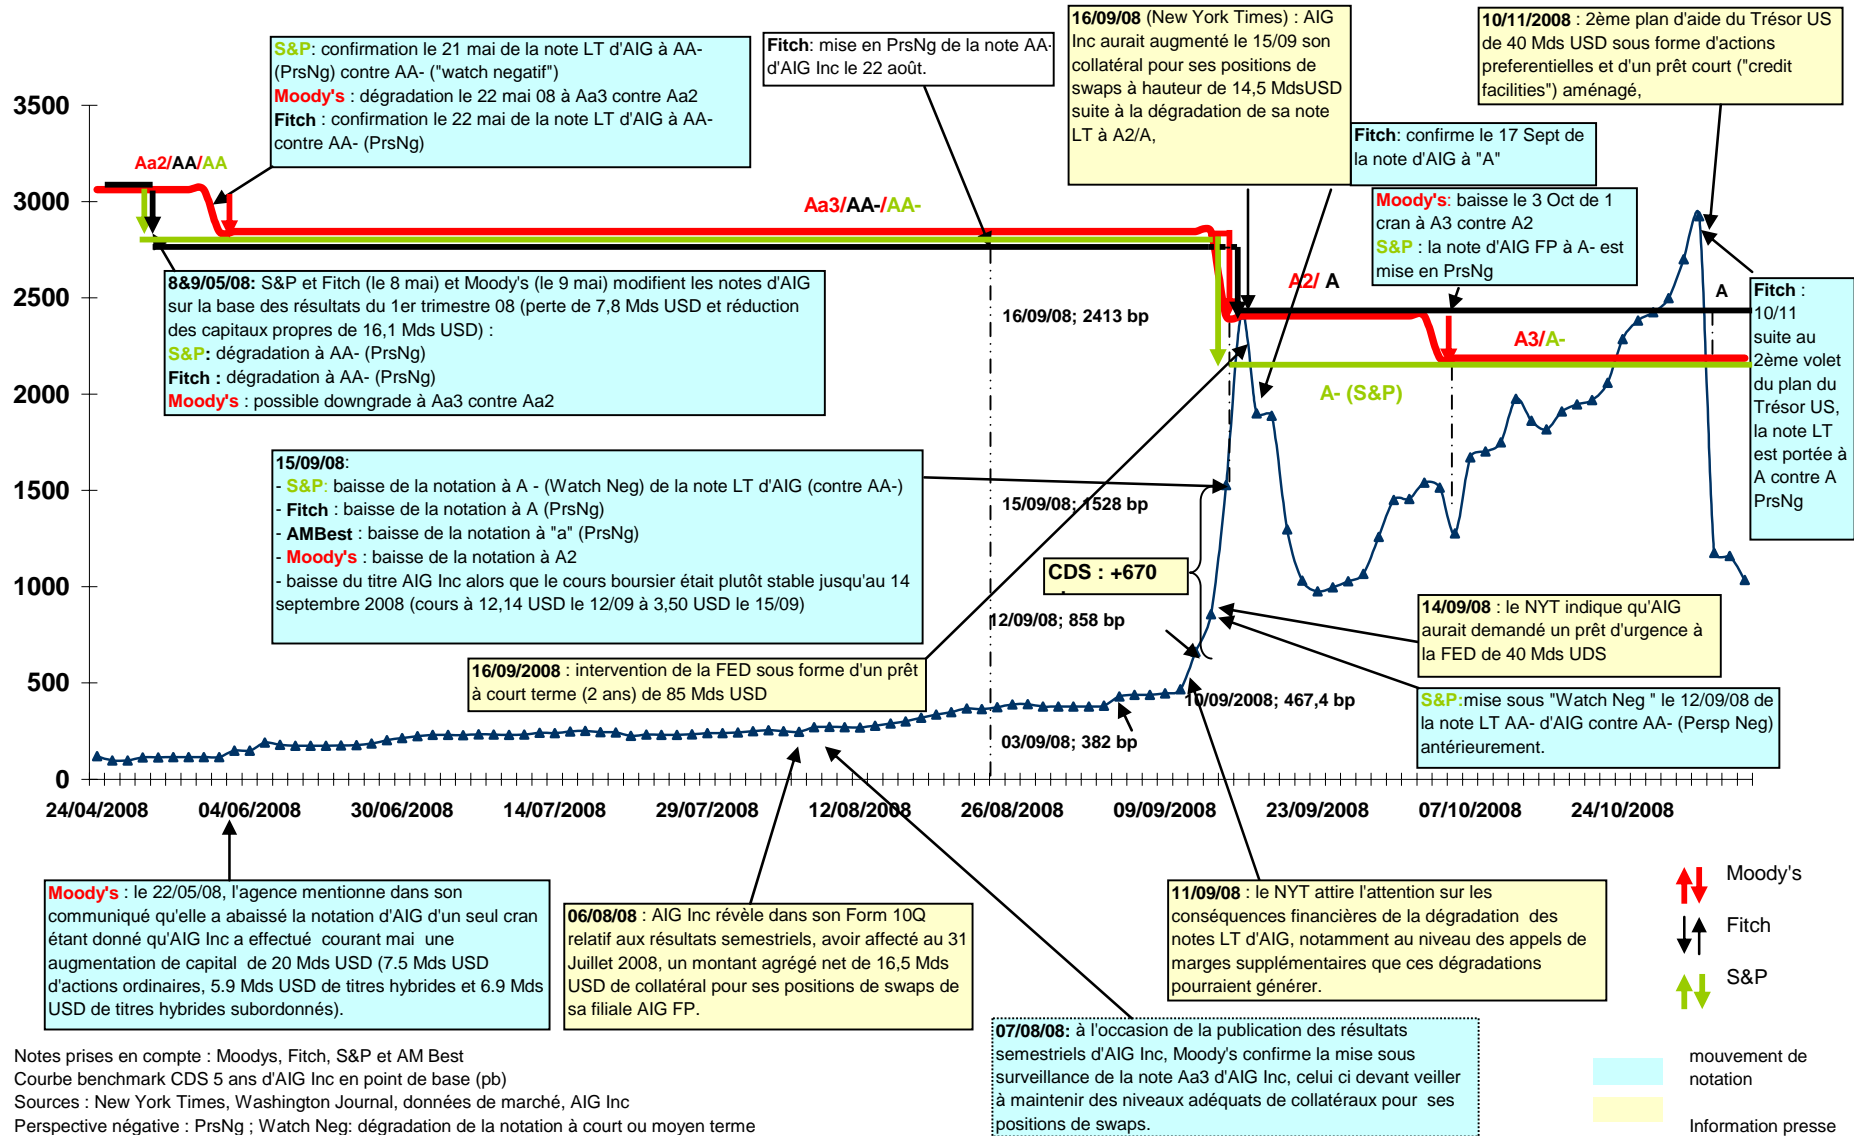 S&P: confirmation le 21 mai de la note LT d'AIG à AA-
(PrsNg) contre AA- ("watch negatif")
Moody's : dégradation le 22 mai 08 à Aa3 contre Aa2
Fitch : confirmation le 22 mai de la note LT d'AIG à AA-
contre AA- (PrsNg)
Fitch: mise en PrsNg de la note AA-
d'AIG Inc le 22 août.
16/09/08 (New York Times) : AIG
Inc aurait augmenté le 15/09 son
collatéral pour ses positions de
swaps à hauteur de 14,5 MdsUSD
suite à la dégradation de sa note
LT à A2/A,
10/11/2008 : 2ème plan d'aide du Trésor US
de 40 Mds USD sous forme d'actions
preferentielles et d'un prêt court ("credit
facilities") aménagé,
Fitch: confirme le 17 Sept de
la note d'AIG à "A"
Moody's: baisse le 3 Oct de 1
cran à A3 contre A2
S&P : la note d'AIG FP à A- est
mise en PrsNg
Fitch :
10/11
suite au
2ème volet
du plan du
Trésor US,
la note LT
est portée à
A contre A
PrsNg
3500
3000
2500
2000
1500
1000
500
0
Aa2/AA/AA
Aa3/AA-/AA-
A2/ A
A
A3/A-
A- (S&P)
8&9/05/08: S&P et Fitch (le 8 mai) et Moody's (le 9 mai) modifient les notes d'AIG
sur la base des résultats du 1er trimestre 08 (perte de 7,8 Mds USD et réduction
des capitaux propres de 16,1 Mds USD) :
S&P: dégradation à AA- (PrsNg)
Fitch : dégradation à AA- (PrsNg)
Moody's : possible downgrade à Aa3 contre Aa2
16/09/08; 2413 bp
15/09/08:
- S&P: baisse de la notation à A - (Watch Neg) de la note LT d'AIG (contre AA-)
- Fitch : baisse de la notation à A (PrsNg)
- AMBest : baisse de la notation à "a" (PrsNg)
- Moody's : baisse de la notation à A2
- baisse du titre AIG Inc alors que le cours boursier était plutôt stable jusqu'au 14
septembre 2008 (cours à 12,14 USD le 12/09 à 3,50 USD le 15/09)
15/09/08; 1528 bp
CDS : +670
12/09/08; 858 bp
14/09/08 : le NYT indique qu'AIG
aurait demandé un prêt d'urgence à
la FED de 40 Mds UDS
16/09/2008 : intervention de la FED sous forme d'un prêt
à court terme (2 ans) de 85 Mds USD
10/09/2008; 467,4 bp
03/09/08; 382 bp
S&P:mise sous "Watch Neg " le 12/09/08 de
la note LT AA- d'AIG contre AA- (Persp Neg)
antérieurement.
24/04/2008 04/06/2008 30/06/2008 14/07/2008 29/07/2008 12/08/2008 26/08/2008 09/09/2008 23/09/2008 07/10/2008 24/10/2008
Moody's : le 22/05/08, l'agence mentionne dans son
communiqué qu'elle a abaissé la notation d'AIG d'un seul cran
étant donné qu'AIG Inc a effectué courant mai une
augmentation de capital de 20 Mds USD (7.5 Mds USD
d'actions ordinaires, 5.9 Mds USD de titres hybrides et 6.9 Mds
USD de titres hybrides subordonnés).
06/08/08 : AIG Inc révèle dans son Form 10Q
relatif aux résultats semestriels, avoir affecté au 31
Juillet 2008, un montant agrégé net de 16,5 Mds
USD de collatéral pour ses positions de swaps de
sa filiale AIG FP.
11/09/08 : le NYT attire l'attention sur les
conséquences financières de la dégradation des
notes LT d'AIG, notamment au niveau des appels de
marges supplémentaires que ces dégradations
pourraient générer.
07/08/08: à l'occasion de la publication des résultats
semestriels d'AIG Inc, Moody's confirme la mise sous
surveillance de la note Aa3 d'AIG Inc, celui ci devant veiller
à maintenir des niveaux adéquats de collatéraux pour ses
positions de swaps.
Moody's
Fitch
S&P
mouvement de
notation
Information presse
Notes prises en compte : Moodys, Fitch, S&P et AM Best
Courbe benchmark CDS 5 ans d'AIG Inc en point de base (pb)
Sources : New York Times, Washington Journal, données de marché, AIG Inc
Perspective négative : PrsNg ; Watch Neg: dégradation de la notation à court ou moyen terme